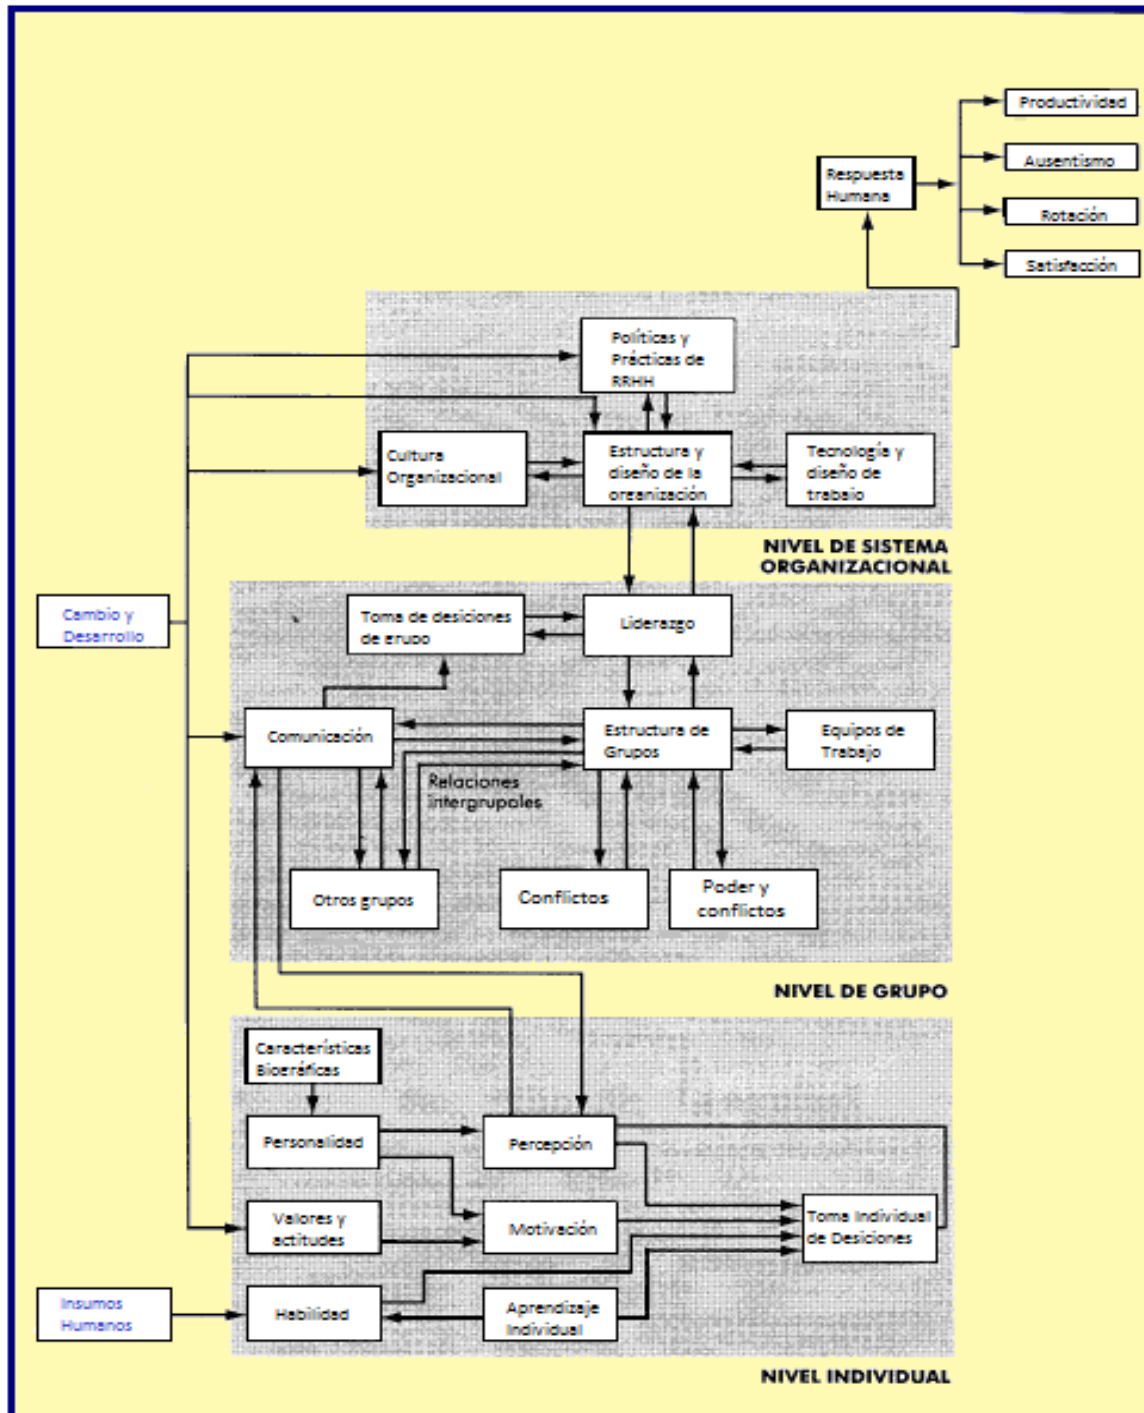 Productividad
Ausentismo
Rotación
Satisfacción
Respuesta
Humana
Políticas y
Prácticas de
RRHH
Cultura
Organizacional
Estructura y
diseño de la
organización
Tecnología y
diseño de
trabajo
NIVEL DE SISTEMA
ORGANIZACIONAL
Cambio y
Desarrollo
Toma de desiciones
de grupo
Liderazgo
Comunicación
Estructura de
Grupos
Equipos de
Trabajo
Relaciones
intergrupales
Otros grupos
Conflictos
Poder y
conflictos
NIVEL DE GRUPO
Características
Biográficas
Personalidad
Percepción
Valores y
actitudes
Motivación
Toma Individual
de Desiciones
Insumos
Humanos
Habilidad
Aprendizaje
Individual
NIVEL INDIVIDUAL